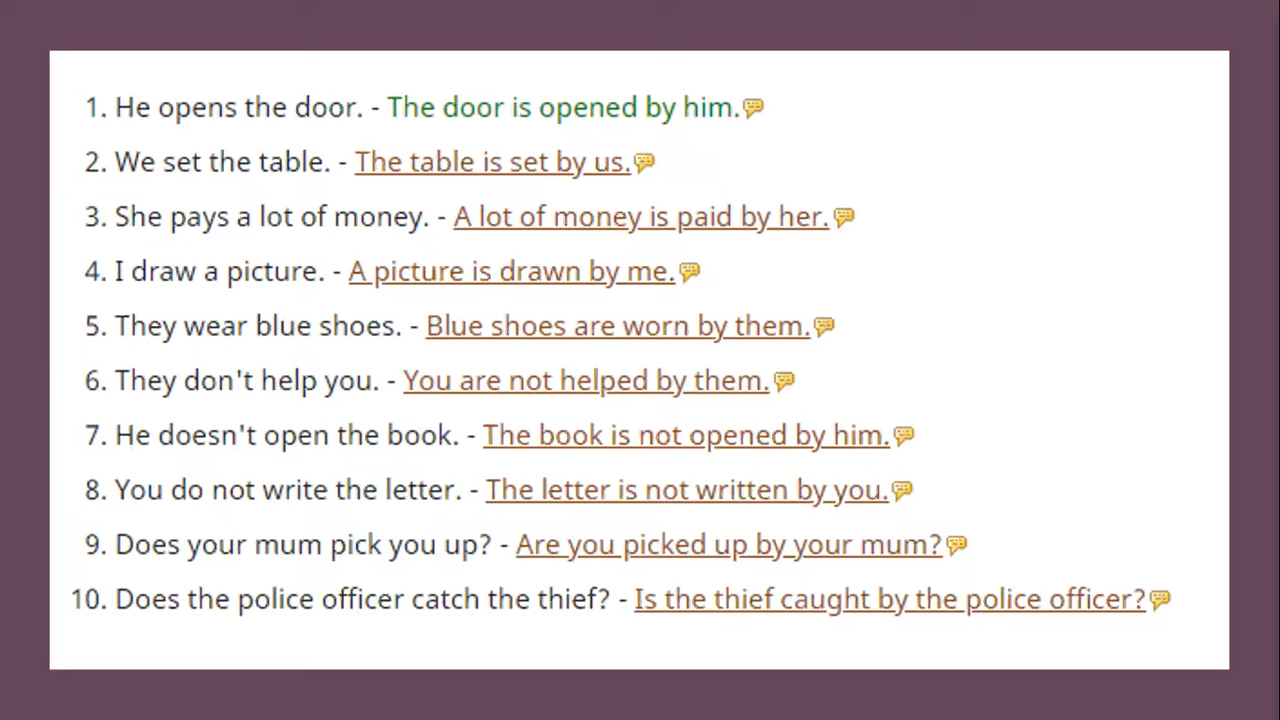 1. He opens the door. - The door is opened by him.
2. We set the table. - The table is set by us.
3. She pays a lot of money. - A lot of money is paid by her.
4. I draw a picture. - A picture is drawn by me.
5. They wear blue shoes. - Blue shoes are worn by them.
6. They don't help you. - You are not helped by them.
7. He doesn't open the book. - The book is not opened by him.
8. You do not write the letter. - The letter is not written by you.
9. Does your mum pick you up? - Are you picked up by your mum?
10. Does the police officer catch the thief? - Is the thief caught by the police officer?